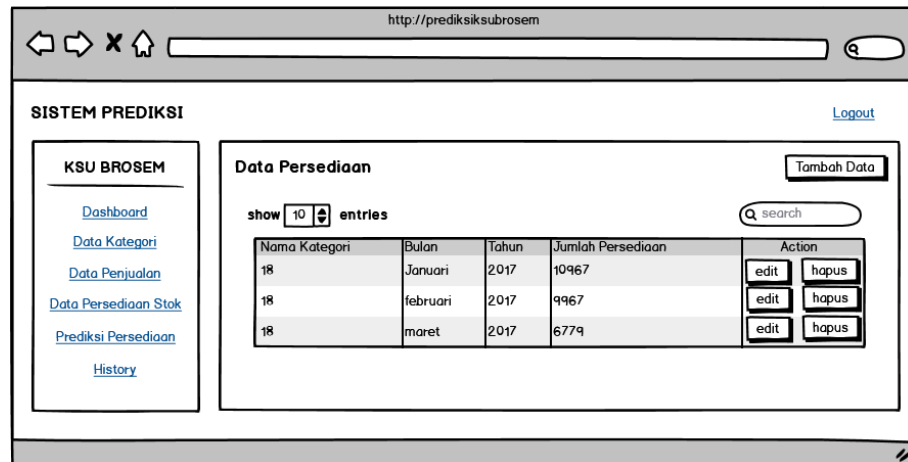 http://prediksiksubrosem
SISTEM PREDIKSI
Logout
KSU BROSEM
Dashboard
Data Kategori
Data Penjualan
Data Persediaan Stok
Prediksi Persediaan
History
Data Persediaan
Tambah Data
show 10 entries
search
Nama Kategori Bulan Tahun Jumlah Persediaan Action
18 Januari 2017 10967 edit hapus
18 februari 2017 9967 edit hapus
18 maret 2017 6779 edit hapus